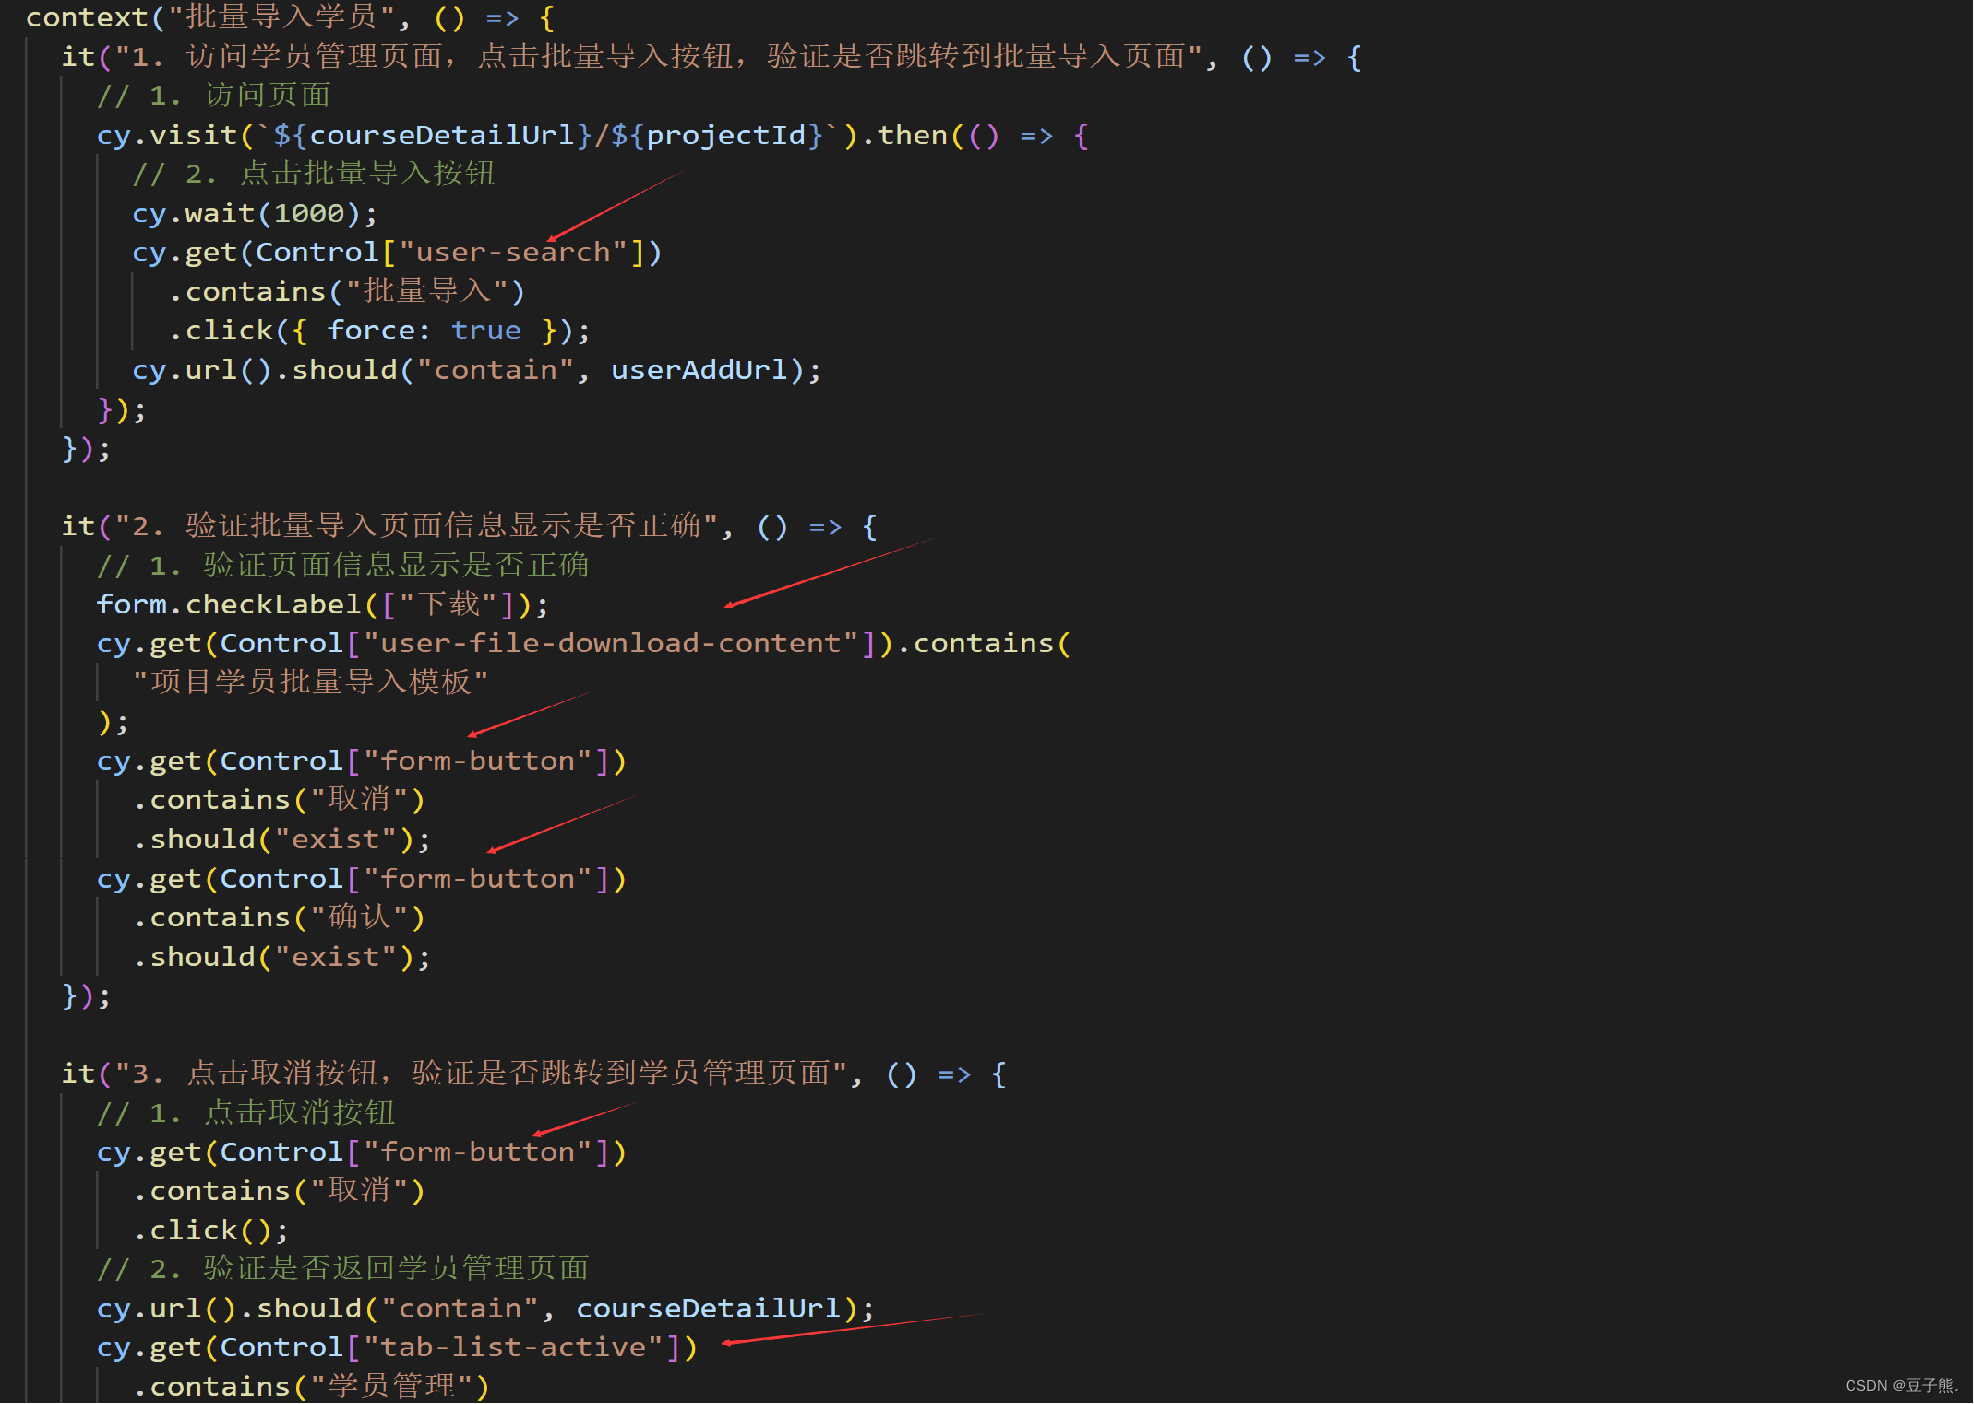 context("批量导入学员", () => {
it("1. 访问学员管理页面，点击批量导入按钮，验证是否跳转到批量导入页面", () => {
// 1. 访问页面
cy.visit(`${courseDetailUrl}/${projectId}`).then(() => {
// 2. 点击批量导入按钮
cy.wait(1000);
cy.get(Control["user-search"])
.contains("批量导入")
.click({ force: true });
cy.url().should("contain", userAddUrl);
});
});
it("2. 验证批量导入页面信息显示是否正确", () => {
// 1. 验证页面信息显示是否正确
form.checkLabel(["下载"]);
cy.get(Control["user-file-download-content"]).contains(
"项目学员批量导入模板"
);
cy.get(Control["form-button"])
.contains("取消")
.should("exist");
cy.get(Control["form-button"])
.contains("确认")
.should("exist");
});
it("3. 点击取消按钮，验证是否跳转到学员管理页面", () => {
// 1. 点击取消按钮
cy.get(Control["form-button"])
.contains("取消")
.click();
// 2. 验证是否返回学员管理页面
cy.url().should("contain", courseDetailUrl);
cy.get(Control["tab-list-active"])
.contains("学员管理")
CSDN @豆子熊.